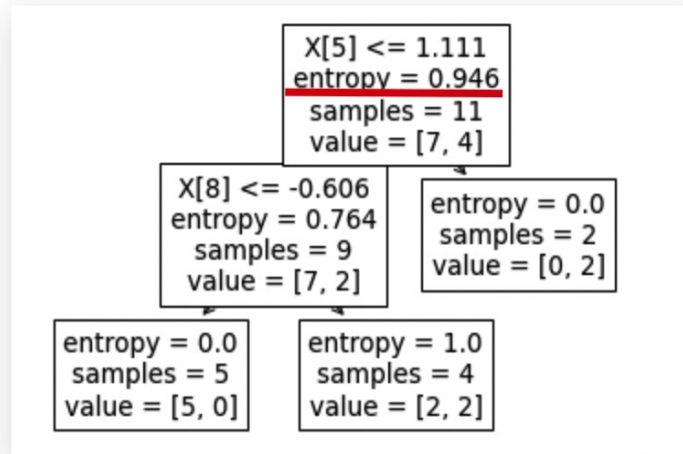 X[5] <= 1.111
entropy = 0.946
samples = 11
value = [7, 4]
X[8] <= -0.606
entropy = 0.764
samples = 9
value = [7, 2]
entropy = 0.0
samples = 2
value = [0, 2]
entropy = 0.0
samples = 5
value = [5, 0]
entropy = 1.0
samples = 4
value = [2, 2]